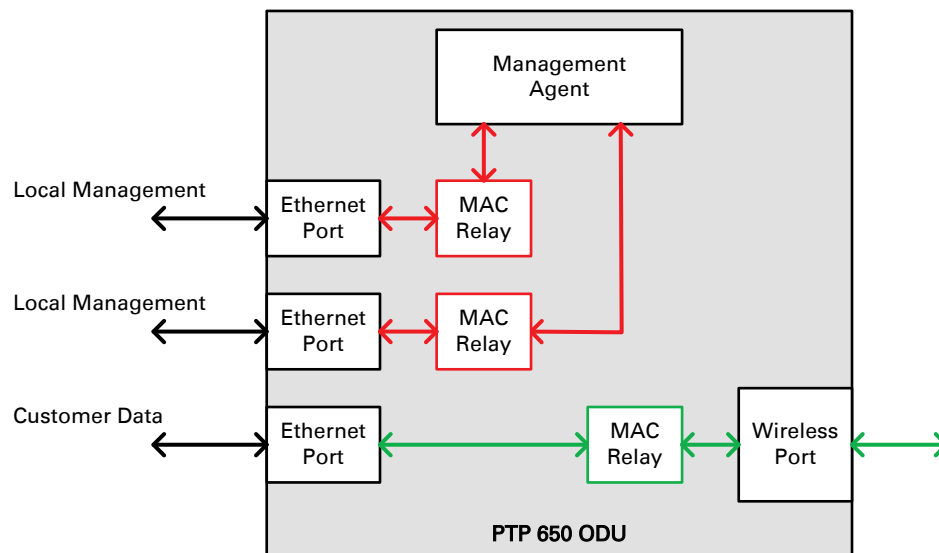 Management
Agent
Local Management
Ethernet
Port
MAC
Relay
Local Management
Ethernet
Port
MAC
Relay
Customer Data
Ethernet
Port
MAC
Relay
Wireless
Port
PTP 650 ODU